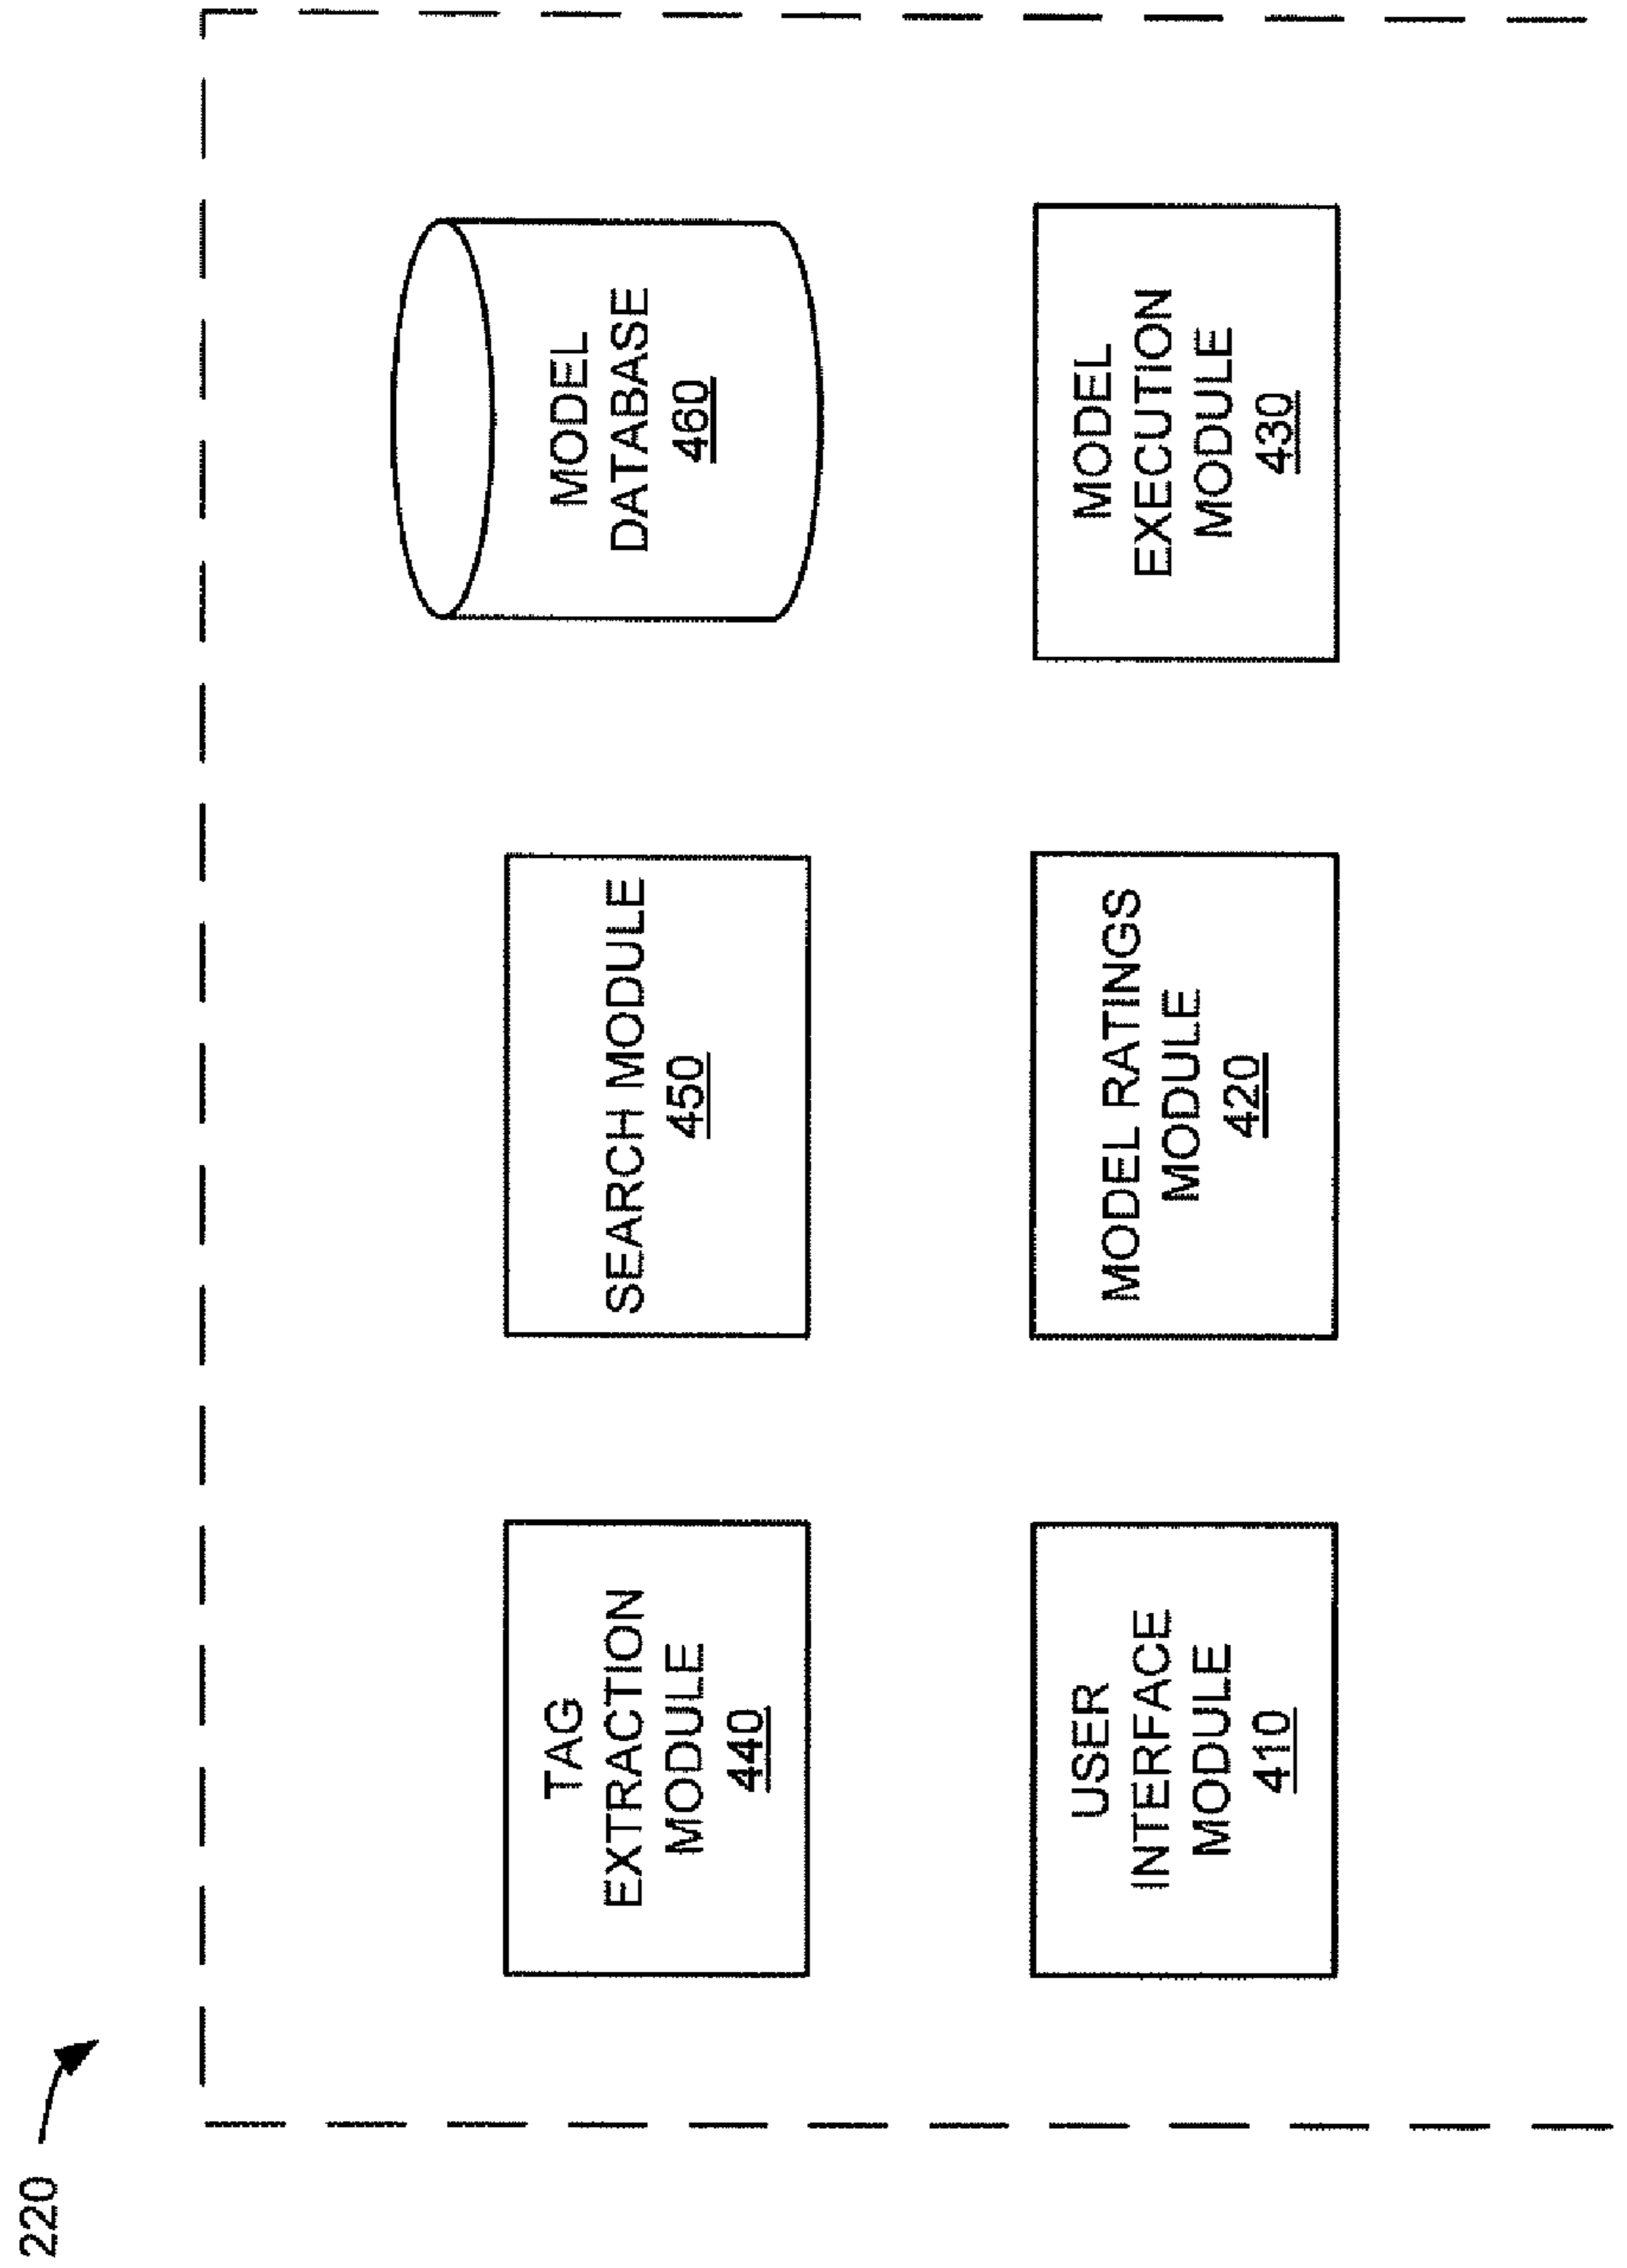 220
TAG
EXTRACTION
MODULE
440
SEARCH MODULE
450
MODEL
DATABASE
460
USER
INTERFACE
MODULE
410
MODEL RATINGS
MODULE
420
MODEL
EXECUTION
MODULE
430